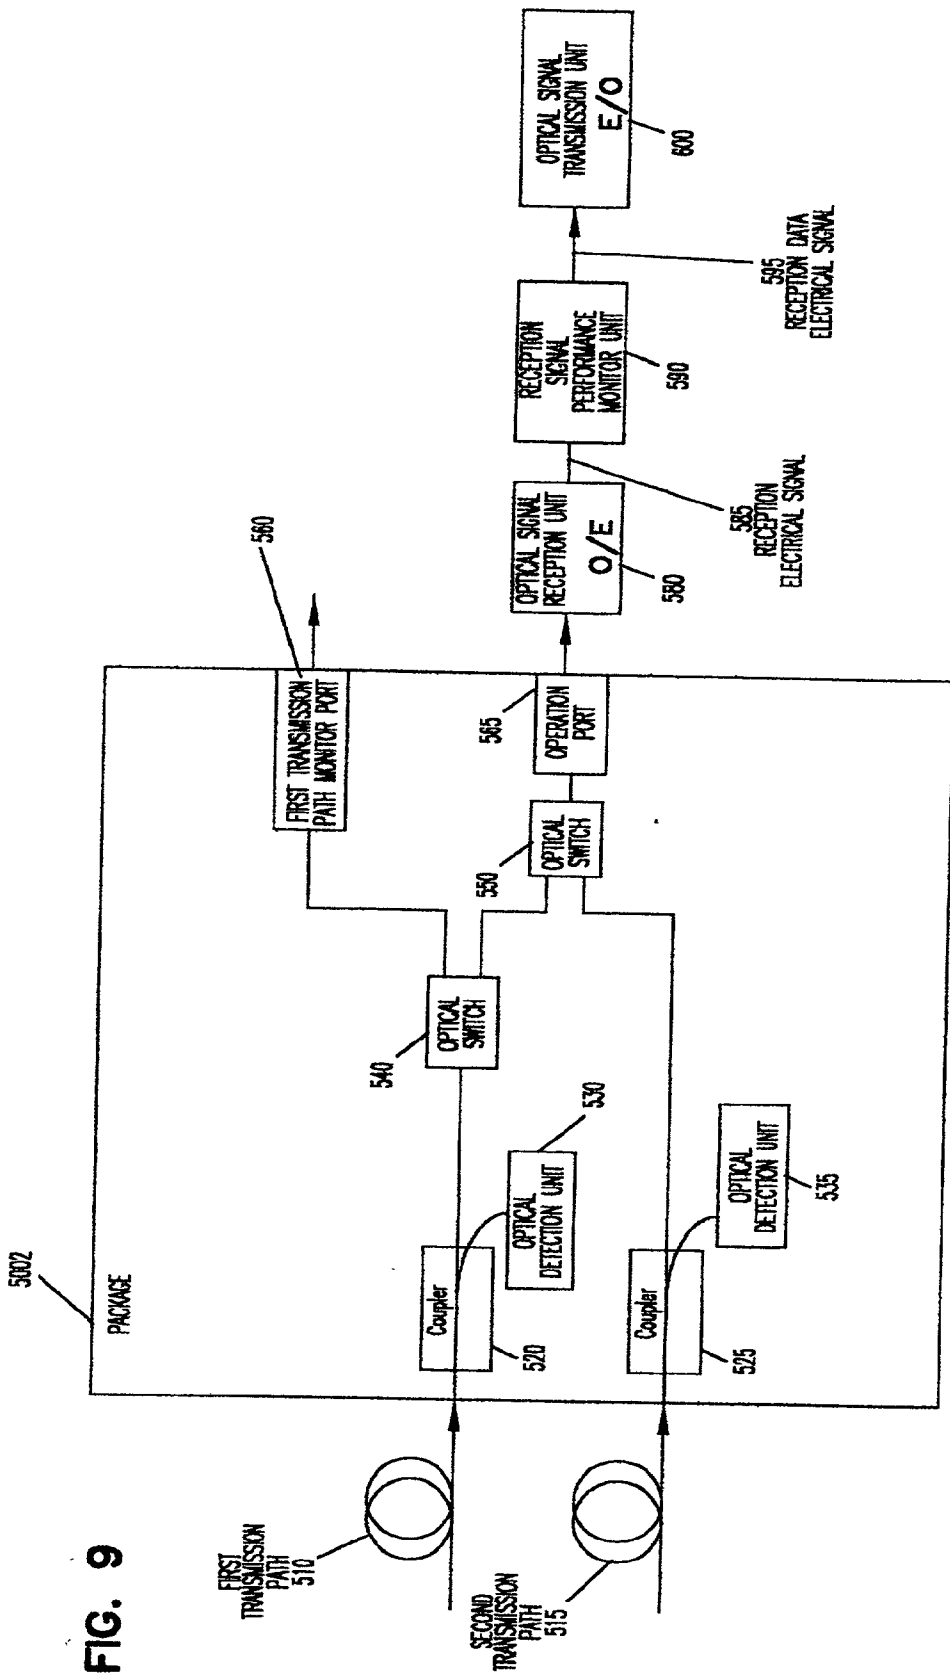 FIG. 9
5002
PACKAGE
FIRST
TRANSMISSION
PATH
510
SECOND
TRANSMISSION
PATH
515
Coupler
520
Coupler
525
OPTICAL
DETECTION UNIT
530
OPTICAL
DETECTION UNIT
535
540
OPTICAL
SWITCH
550
OPTICAL
SWITCH
FIRST TRANSMISSION
PATH MONITOR PORT
560
565
OPERATION
PORT
OPTICAL SIGNAL
RECEPTION UNIT
O/E
580
585
RECEPTION
ELECTRICAL SIGNAL
RECEPTION
SIGNAL
PERFORMANCE
MONITOR UNIT
590
595
RECEPTION DATA
ELECTRICAL SIGNAL
OPTICAL SIGNAL
TRANSMISSION UNIT
E/O
600